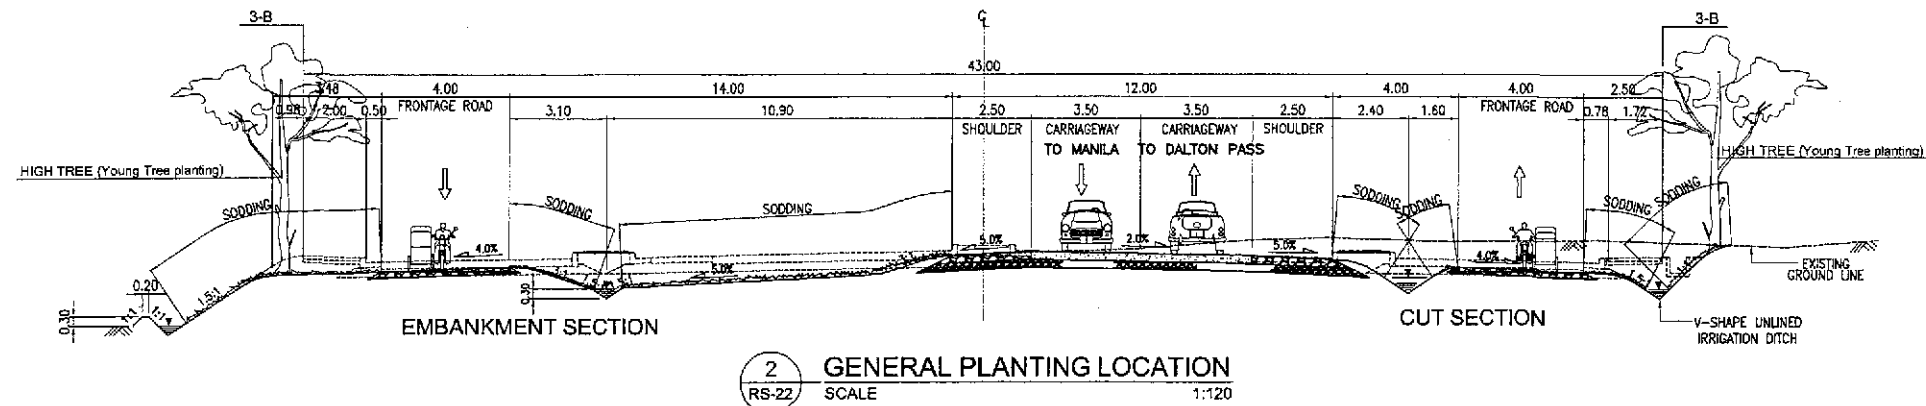 3-B
℄
3-B
43.00
3.48 4.00 14.00 12.00 4.00 4.00 2.50
0.98 2.00 0.50 FRONTAGE ROAD 3.10 10.90 2.50 3.50 3.50 2.50 2.40 1.60 FRONTAGE ROAD 0.78 1.72
SHOULDER CARRIAGEWAY CARRIAGEWAY SHOULDER
TO MANILA TO DALTON PASS
HIGH TREE (Young Tree planting)
HIGH TREE (Young Tree planting)
SODDING SODDING SODDING SODDING SODDING SODDING SODDING
4.0% 5.0% 5.0% 2.0% 5.0% 4.0%
EXISTING
GROUND LINE
0.20
0.30
1:1 1:1 1.5:1
0.30
EMBANKMENT SECTION
CUT SECTION
V-SHAPE UNLINED
IRRIGATION DITCH
2 GENERAL PLANTING LOCATION
RS-22 SCALE 1:120